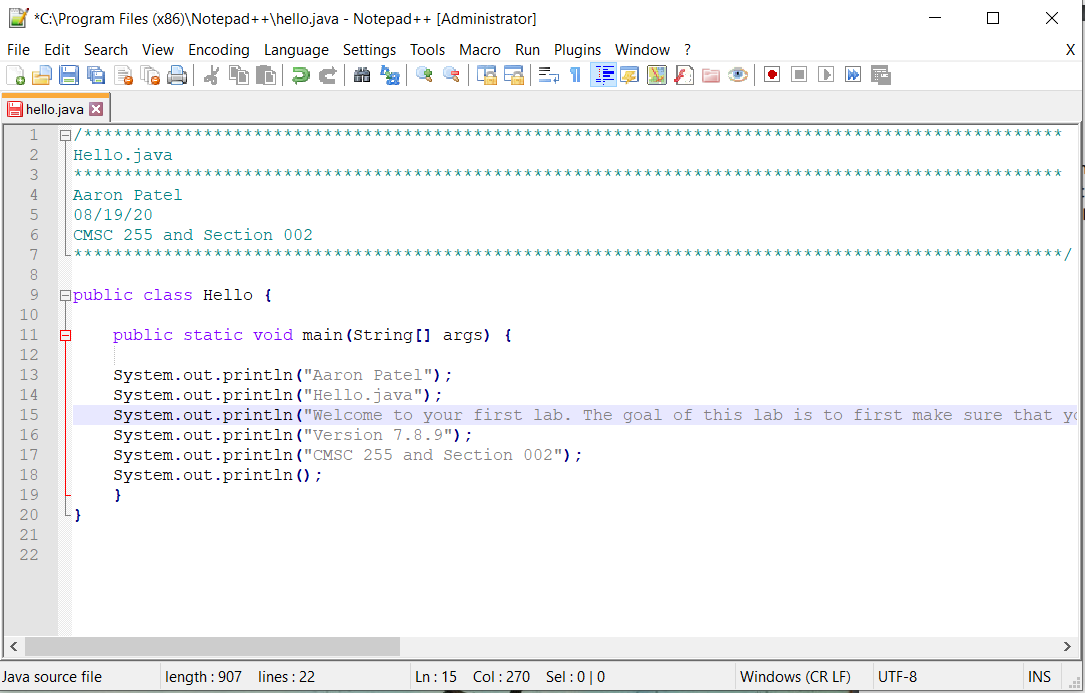 *C:\Program Files (x86)\Notepad++\hello.java - Notepad++ [Administrator]
File Edit Search View Encoding Language Settings Tools Macro Run Plugins Window ? X
hello.java
1 /**************************************************************************************************
2 Hello.java
3 ***************************************************************************************************
4 Aaron Patel
5 08/19/20
6 CMSC 255 and Section 002
7 ***************************************************************************************************/
8
9 public class Hello {
10
11 public static void main(String[] args) {
12
13 System.out.println("Aaron Patel");
14 System.out.println("Hello.java");
15 System.out.println("Welcome to your first lab. The goal of this lab is to first make sure that yo
16 System.out.println("Version 7.8.9");
17 System.out.println("CMSC 255 and Section 002");
18 System.out.println();
19 }
20 }
21
22
Java source file length : 907 lines : 22 Ln : 15 Col : 270 Sel : 0 | 0 Windows (CR LF) UTF-8 INS